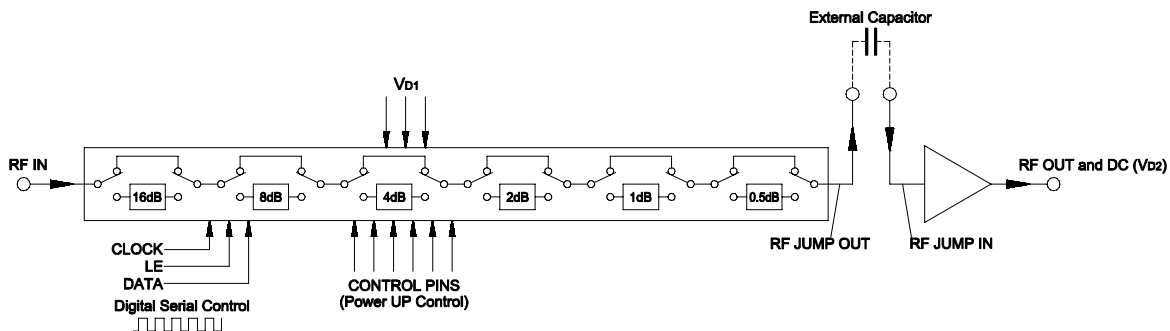 External Capacitor
VD1
RF IN
16dB
8dB
4dB
2dB
1dB
0.5dB
RF OUT and DC (VD2)
RF JUMP OUT
RF JUMP IN
CLOCK
LE
DATA
CONTROL PINS
(Power UP Control)
Digital Serial Control